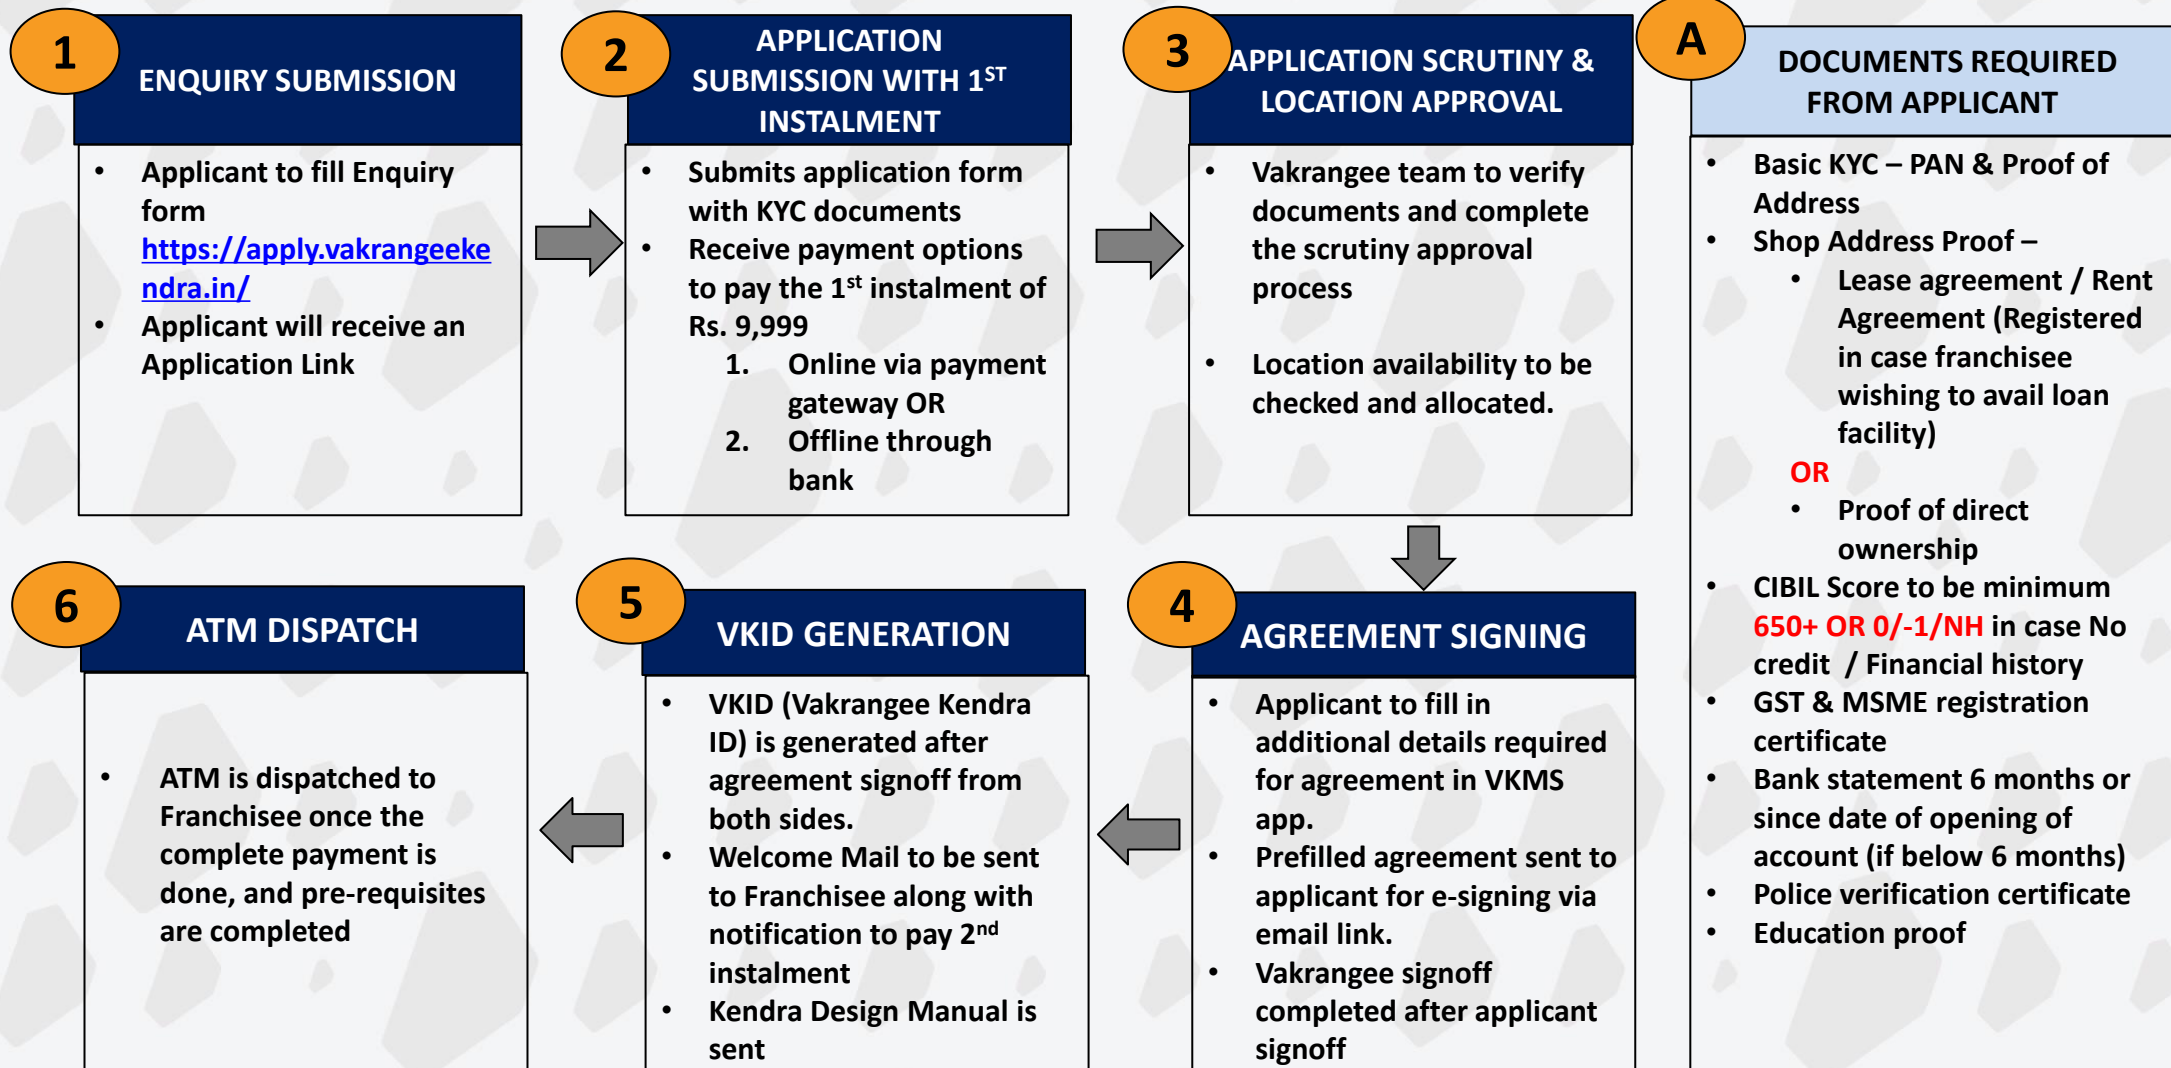 1
ENQUIRY SUBMISSION
• Applicant to fill Enquiry
form
https://apply.vakrangeeke
ndra.in/
• Applicant will receive an
Application Link
2
APPLICATION
SUBMISSION WITH 1ST
INSTALMENT
• Submits application form
with KYC documents
• Receive payment options
to pay the 1st instalment of
Rs. 9,999
1. Online via payment
gateway OR
2. Offline through
bank
3
APPLICATION SCRUTINY &
LOCATION APPROVAL
• Vakrangee team to verify
documents and complete
the scrutiny approval
process
• Location availability to be
checked and allocated.
4
AGREEMENT SIGNING
• Applicant to fill in
additional details required
for agreement in VKMS
app.
• Prefilled agreement sent to
applicant for e-signing via
email link.
• Vakrangee signoff
completed after applicant
signoff
5
VKID GENERATION
• VKID (Vakrangee Kendra
ID) is generated after
agreement signoff from
both sides.
• Welcome Mail to be sent
to Franchisee along with
notification to pay 2nd
instalment
• Kendra Design Manual is
sent
6
ATM DISPATCH
• ATM is dispatched to
Franchisee once the
complete payment is
done, and pre-requisites
are completed
A
DOCUMENTS REQUIRED
FROM APPLICANT
• Basic KYC – PAN & Proof of
Address
• Shop Address Proof –
• Lease agreement / Rent
Agreement (Registered
in case franchisee
wishing to avail loan
facility)
OR
• Proof of direct
ownership
• CIBIL Score to be minimum
650+ OR 0/-1/NH in case No
credit / Financial history
• GST & MSME registration
certificate
• Bank statement 6 months or
since date of opening of
account (if below 6 months)
• Police verification certificate
• Education proof